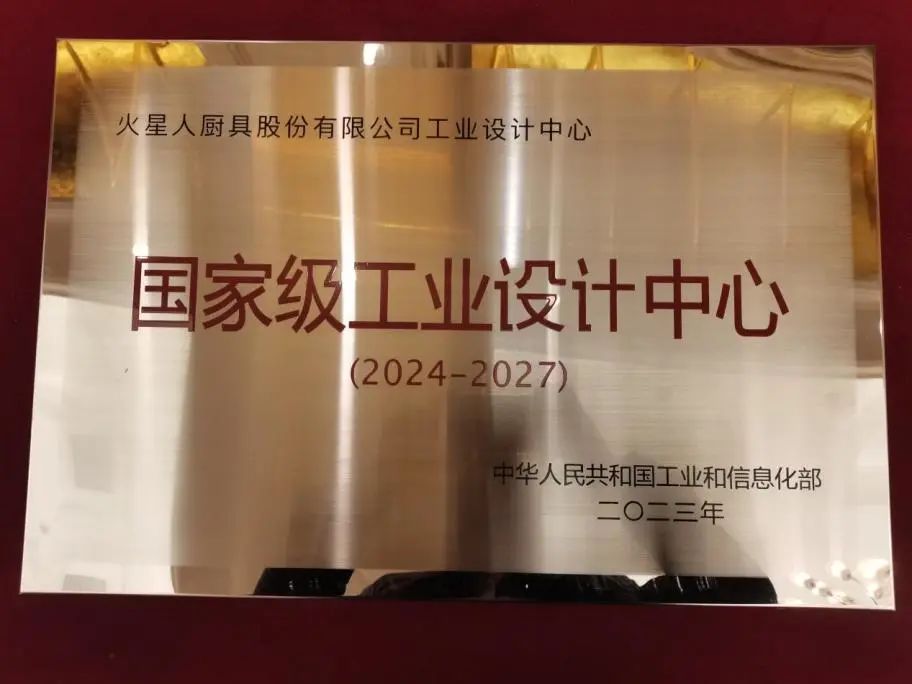 火星人厨具股份有限公司工业设计中心
国家级工业设计中心
(2024-2027)
中华人民共和国工业和信息化部
二〇二三年